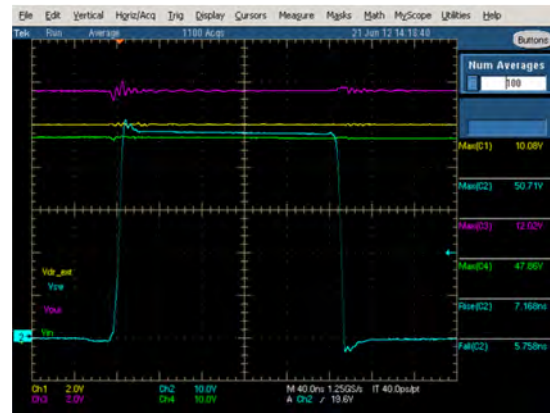 File Edit Vertical Horiz/Acq Trig Display Cursors Measure Masks Math MyScope Utilities Help
Tek Run Average 1100 Acqs 21 Jun 12 14:18:40 Buttons
Num Averages
100
Max(C1) 10.08V
Max(C2) 50.71V
Max(C3) 12.62V
Max(C4) 47.86V
Rise(C2) 7.168ns
Fall(C2) 5.758ns
Vdr_ext
Vsw
Vout
Vin
2
Ch1 2.0V Ch2 10.0V M 40.0ns 1.25GS/s IT 40.0ps/pt
Ch3 2.0V Ch4 10.0V A Ch2 19.6V